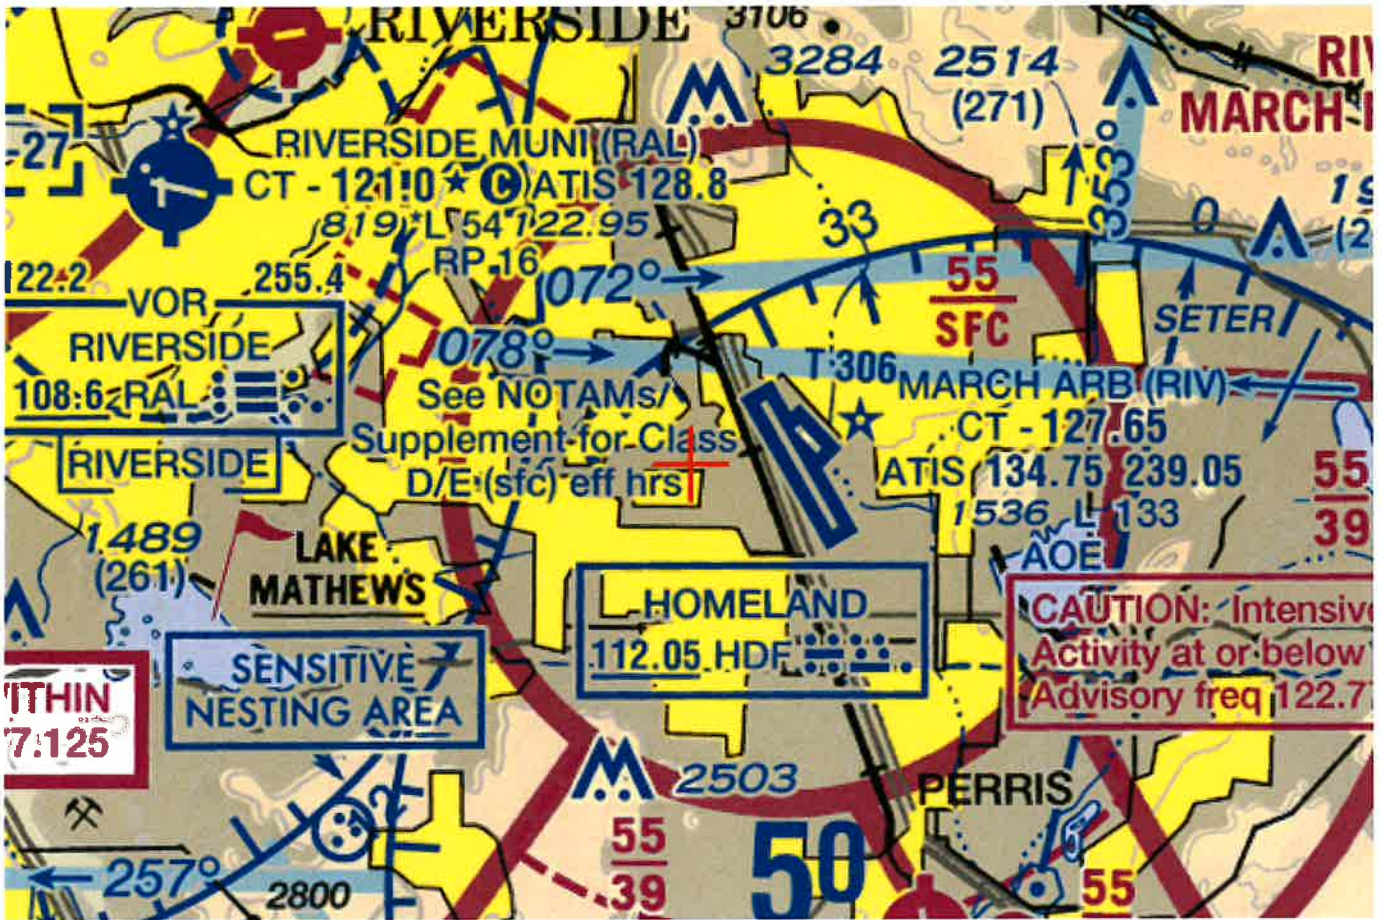 RIVERSIDE
3106
3284
2514
(271)
MARCH
-27
RIVERSIDE MUNI (RAL)
CT - 121.0 ★ C ATIS 128.8
819 *L 54 122.95
RP 16
353°
33
0
122.2
255.4
072°
55
SFC
VOR
RIVERSIDE
108.6 RAL
RIVERSIDE
078°
T 306
SETER
See NOTAMs/
Supplement for Class
D/E (sfc) eff hrs
MARCH ARB (RIV)
CT - 127.65
ATIS 134.75 239.05
1536 L 133
AOE
55
39
1489
(261)
LAKE
MATHEWS
SENSITIVE
NESTING AREA
HOMELAND
112.05 HDF
CAUTION: Intensive
Activity at or below
Advisory freq 122.7
ITHIN
7.125
2503
PERRIS
55
39
50
55
257°
2800